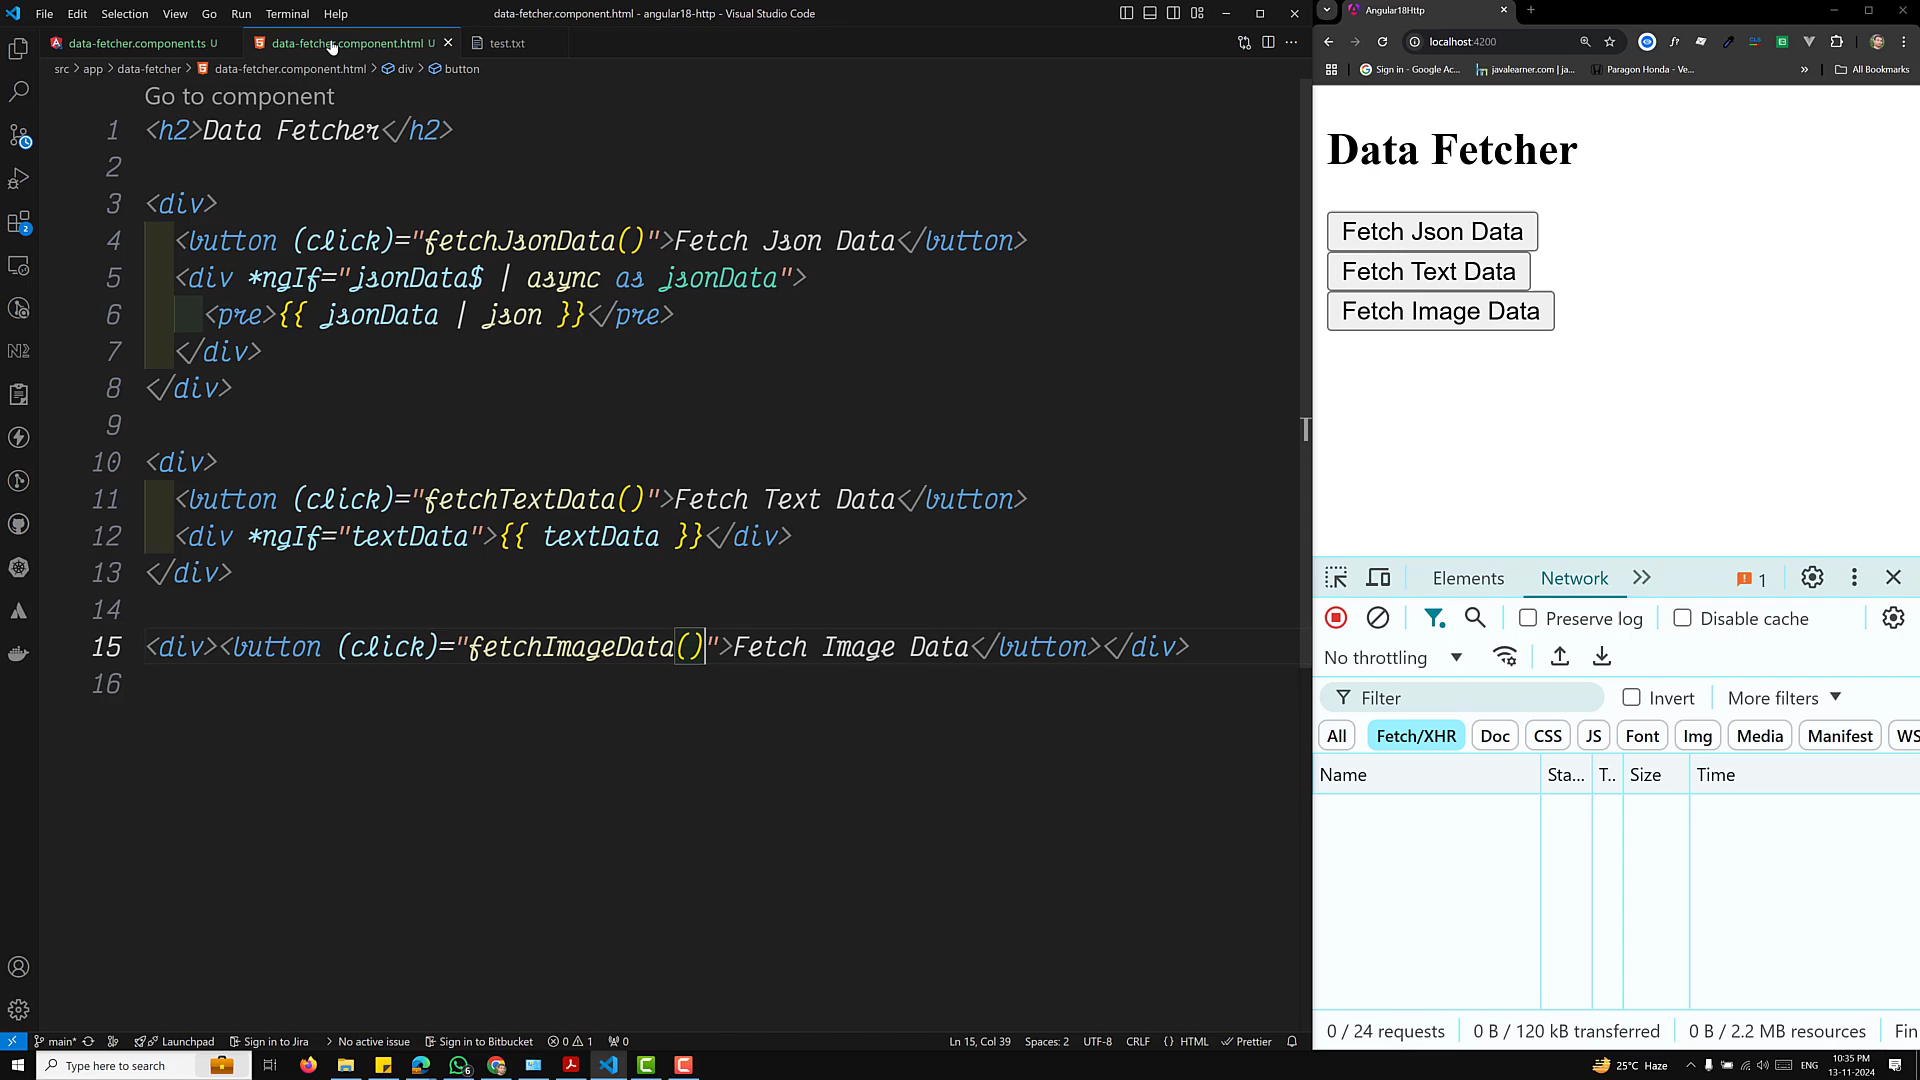 File Edit Selection View Go Run Terminal Help
data-fetcher.component.html - angular18-http - Visual Studio Code
data-fetcher.component.ts U
data-fetcher.component.html U
test.txt
src > app > data-fetcher > data-fetcher.component.html > div > button
Go to component
1 <h2>Data Fetcher</h2>
2
3 <div>
4 <button (click)="fetchJsonData()">Fetch Json Data</button>
5 <div *ngIf="jsonData$ | async as jsonData">
6 <pre>{{ jsonData | json }}</pre>
7 </div>
8 </div>
9
10 <div>
11 <button (click)="fetchTextData()">Fetch Text Data</button>
12 <div *ngIf="textData">{{ textData }}</div>
13 </div>
14
15 <div><button (click)="fetchImageData()">Fetch Image Data</button></div>
16
main* Launchpad Sign in to Jira No active issue Sign in to Bitbucket 0 1 0
Ln 15, Col 39 Spaces: 2 UTF-8 CRLF {} HTML Prettier
Angular18Http
localhost:4200
Sign in - Google Ac... javalearner.com | ja... Paragon Honda - Ve... » All Bookmarks
Data Fetcher
Fetch Json Data
Fetch Text Data
Fetch Image Data
Elements Network 1
Preserve log Disable cache
No throttling
Filter Invert More filters
All Fetch/XHR Doc CSS JS Font Img Media Manifest WS
Name Sta... T.. Size Time
0 / 24 requests 0 B / 120 kB transferred 0 B / 2.2 MB resources Fin
Type here to search
6
25°C Haze ENG
10:35 PM
13-11-2024